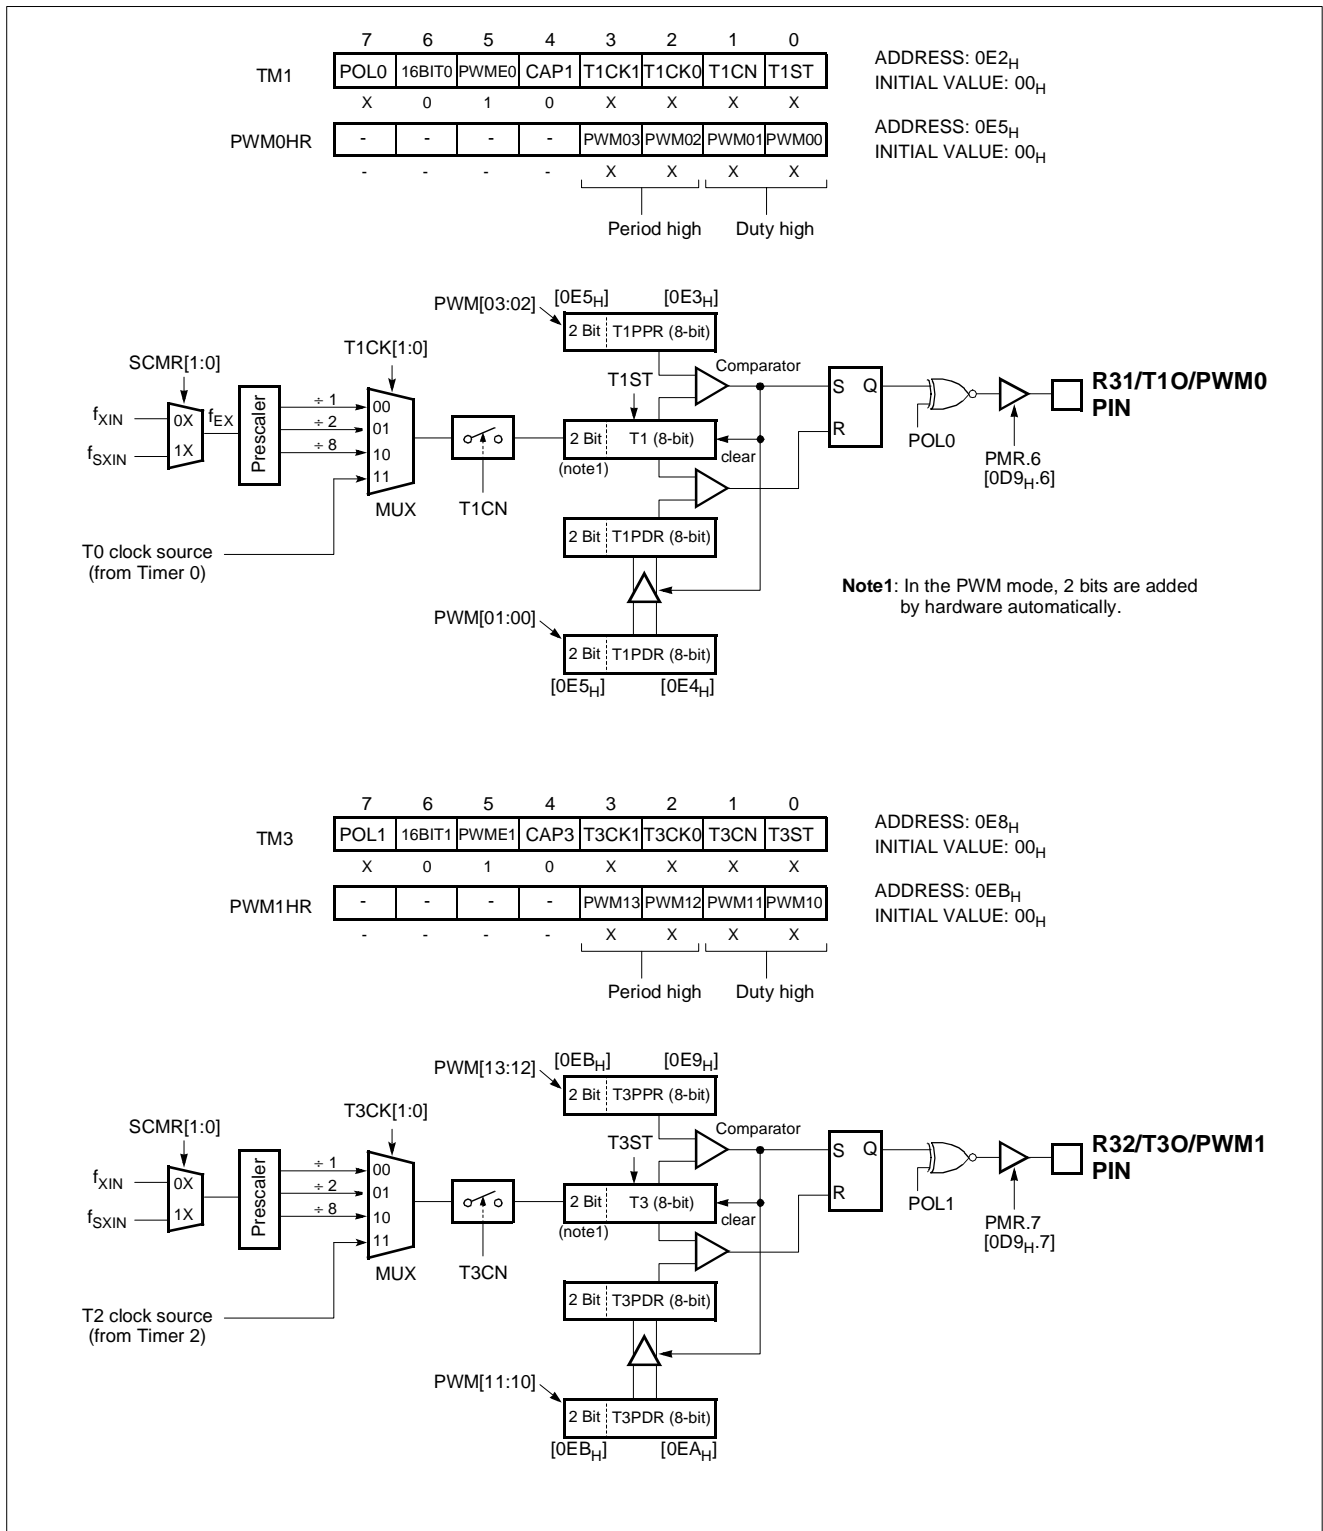 7 6 5 4 3 2 1 0
TM1 POL0 16BIT0 PWME0 CAP1 T1CK1 T1CK0 T1CN T1ST
ADDRESS: 0E2H
INITIAL VALUE: 00H
X 0 1 0 X X X X
PWM0HR - - - - PWM03 PWM02 PWM01 PWM00
ADDRESS: 0E5H
INITIAL VALUE: 00H
- - - - X X X X
Period high Duty high
PWM[03:02] [0E5H] [0E3H]
2 Bit T1PPR (8-bit)
SCMR[1:0]
T1CK[1:0]
T1ST
Comparator
fXIN
fSXIN
0X
1X
fEX
Prescaler
÷ 1
÷ 2
÷ 8
00
01
10
11
MUX
T1CN
2 Bit T1 (8-bit)
(note1)
clear
S Q
R
POL0
PMR.6
[0D9H.6]
R31/T1O/PWM0
PIN
2 Bit T1PDR (8-bit)
T0 clock source
(from Timer 0)
Note1: In the PWM mode, 2 bits are added
by hardware automatically.
PWM[01:00]
2 Bit T1PDR (8-bit)
[0E5H] [0E4H]
7 6 5 4 3 2 1 0
TM3 POL1 16BIT1 PWME1 CAP3 T3CK1 T3CK0 T3CN T3ST
ADDRESS: 0E8H
INITIAL VALUE: 00H
X 0 1 0 X X X X
PWM1HR - - - - PWM13 PWM12 PWM11 PWM10
ADDRESS: 0EBH
INITIAL VALUE: 00H
- - - - X X X X
Period high Duty high
PWM[13:12] [0EBH] [0E9H]
2 Bit T3PPR (8-bit)
SCMR[1:0]
T3CK[1:0]
T3ST
Comparator
fXIN
fSXIN
0X
1X
Prescaler
÷ 1
÷ 2
÷ 8
00
01
10
11
MUX
T3CN
2 Bit T3 (8-bit)
(note1)
clear
S Q
R
POL1
PMR.7
[0D9H.7]
R32/T3O/PWM1
PIN
2 Bit T3PDR (8-bit)
T2 clock source
(from Timer 2)
PWM[11:10]
2 Bit T3PDR (8-bit)
[0EBH] [0EAH]